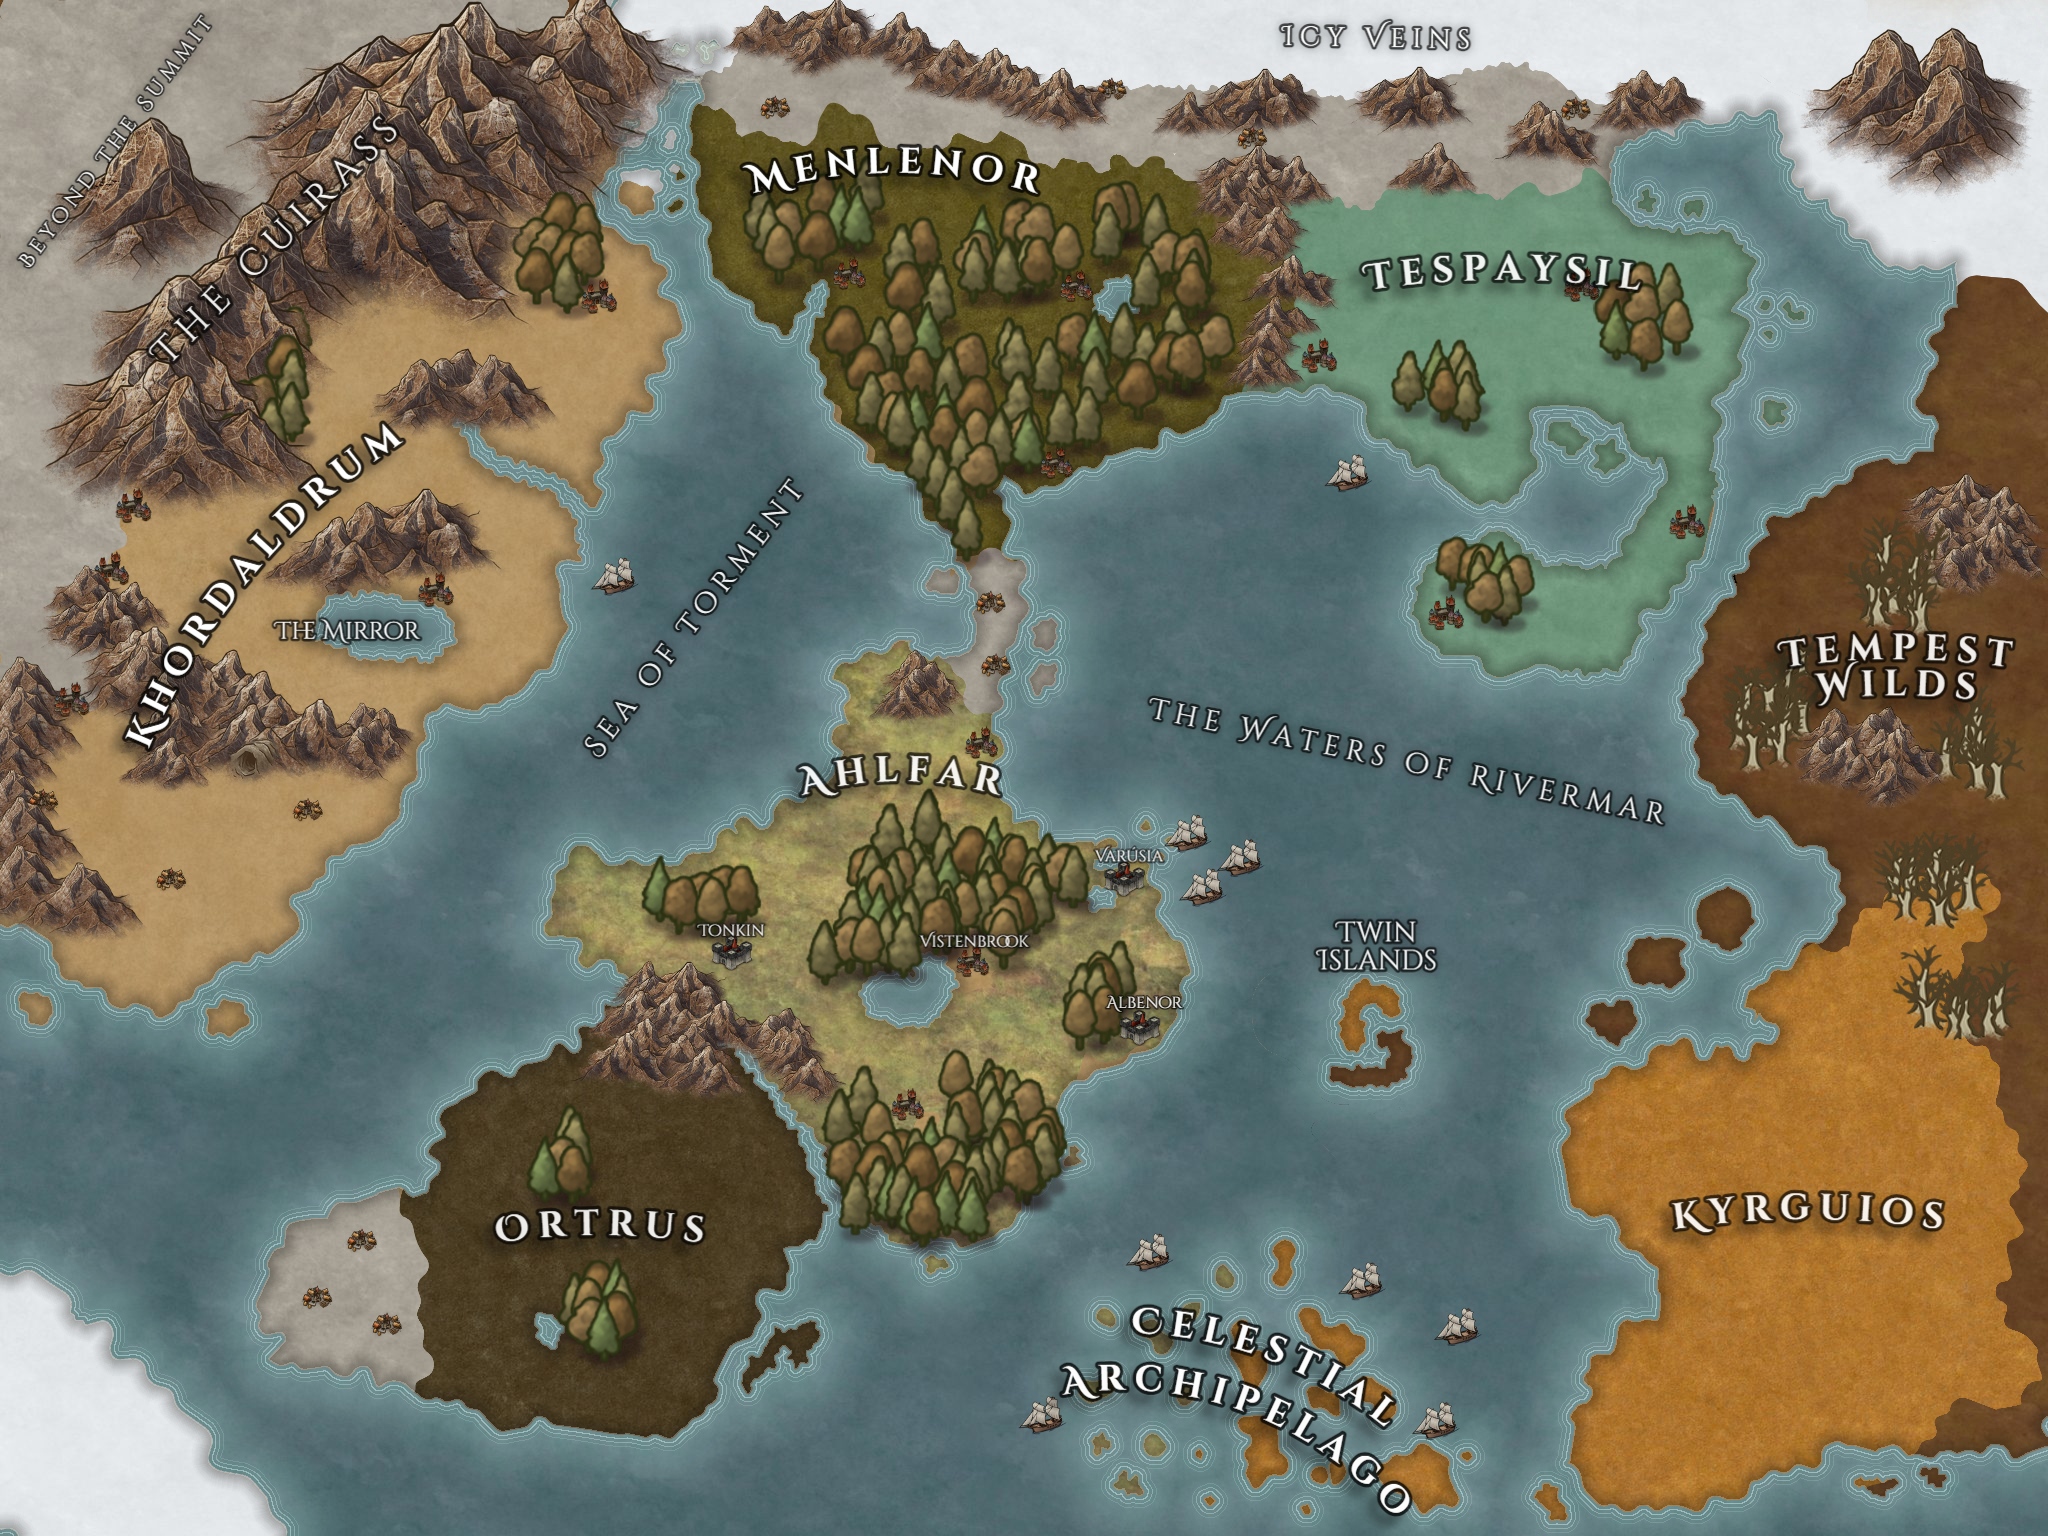 Icy Veins
Beyond the Summit
The Cuirass
Menlenor
Tespaysil
Khordaldrum
The Mirror
Sea of Torment
Tempest
Wilds
The Waters of Rivermar
Ahlfar
Varúsia
Tonkin
Vistenbrook
Albenor
Twin
Islands
Ortrus
Kyrguios
Celestial
Archipelago